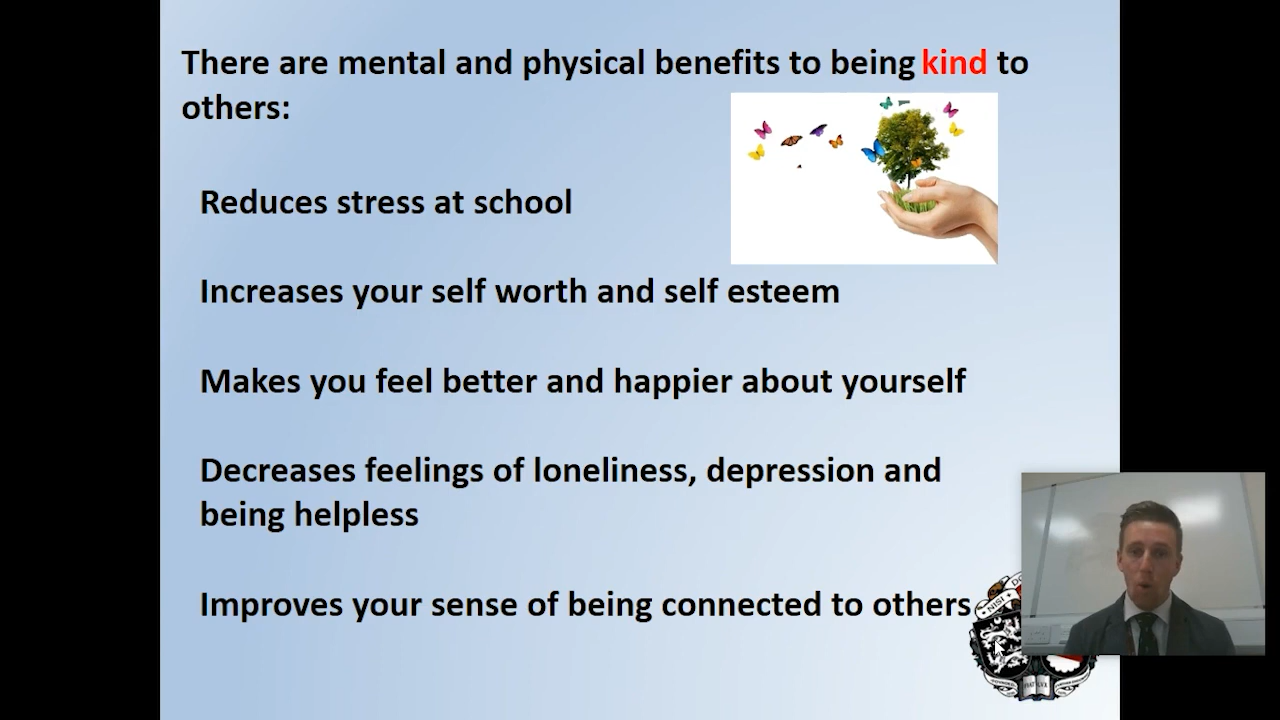 There are mental and physical benefits to being kind to
others:
Reduces stress at school
Increases your self worth and self esteem
Makes you feel better and happier about yourself
Decreases feelings of loneliness, depression and
being helpless
Improves your sense of being connected to others
NISI